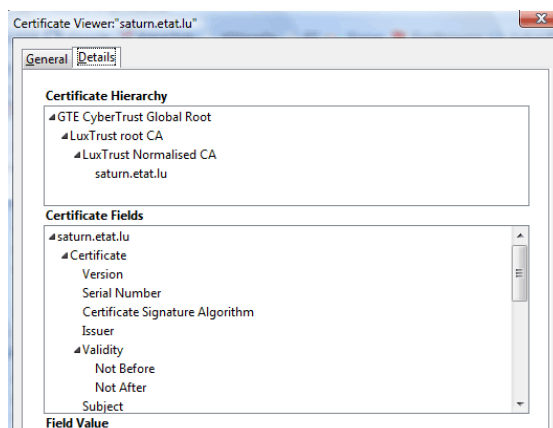 Certificate Viewer:"saturn.etat.lu"
General Details
Certificate Hierarchy
GTE CyberTrust Global Root
LuxTrust root CA
LuxTrust Normalised CA
saturn.etat.lu
Certificate Fields
saturn.etat.lu
Certificate
Version
Serial Number
Certificate Signature Algorithm
Issuer
Validity
Not Before
Not After
Subject
Field Value